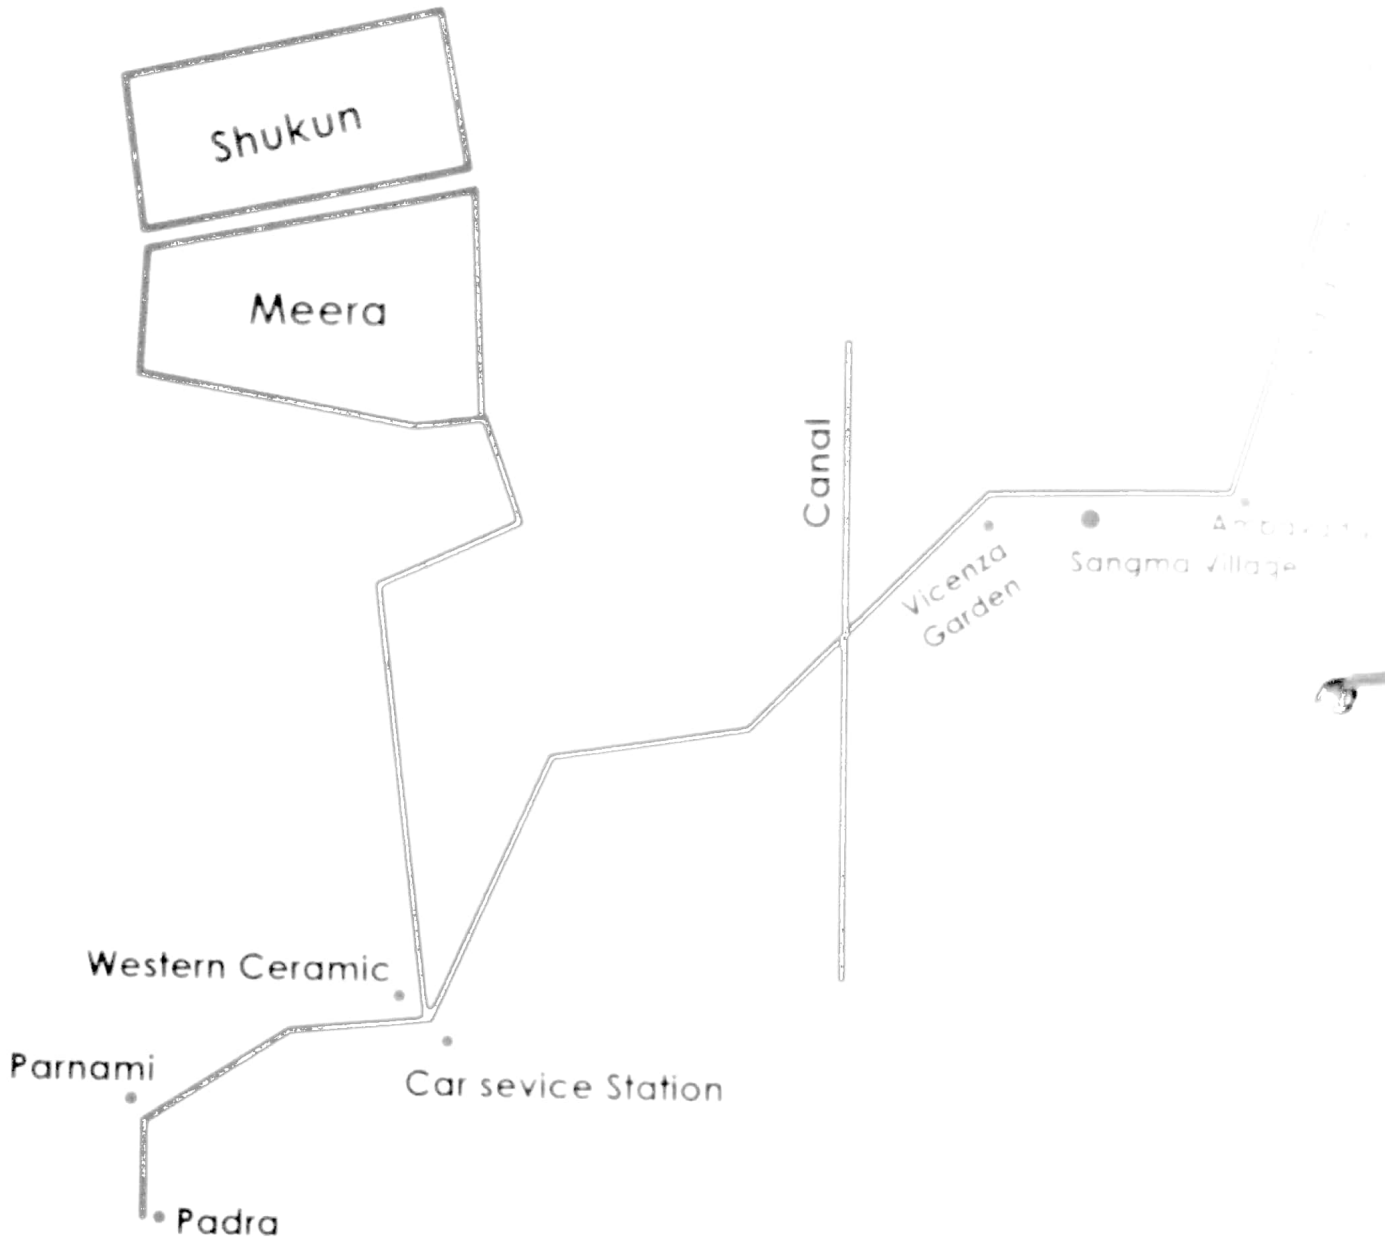 Shukun
Meera
Canal
Vicenza
Garden
Sangma Village
Western Ceramic
Parnami
Car sevice Station
Padra